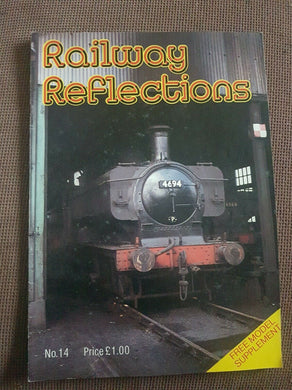 Railway
Reflections
4694
No.14 Price £1.00
FREE MODEL
SUPPLEMENT